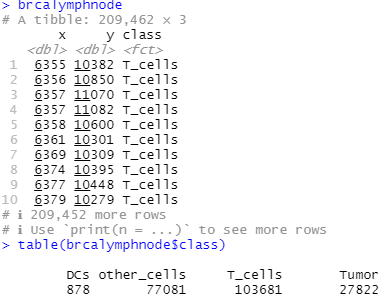 > brcalymphnode
# A tibble: 209,462 × 3
x y class
<dbl> <dbl> <fct>
1 6355 10382 T_cells
2 6356 10850 T_cells
3 6357 11070 T_cells
4 6357 11082 T_cells
5 6358 10600 T_cells
6 6361 10301 T_cells
7 6369 10309 T_cells
8 6374 10395 T_cells
9 6377 10448 T_cells
10 6379 10279 T_cells
# ℹ 209,452 more rows
# ℹ Use `print(n = ...)` to see more rows
> table(brcalymphnode$class)
DCs other_cells T_cells Tumor
878 77081 103681 27822